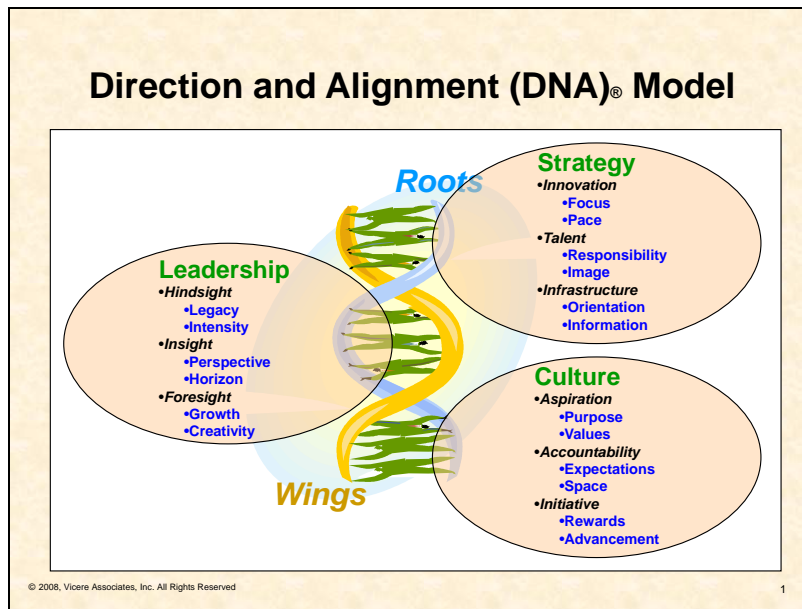 Direction and Alignment (DNA)® Model
Roots
Strategy
•Innovation
•Focus
•Pace
•Talent
•Responsibility
•Image
•Infrastructure
•Orientation
•Information
Leadership
•Hindsight
•Legacy
•Intensity
•Insight
•Perspective
•Horizon
•Foresight
•Growth
•Creativity
Culture
•Aspiration
•Purpose
•Values
•Accountability
•Expectations
•Space
•Initiative
•Rewards
•Advancement
Wings
© 2008, Vicere Associates, Inc. All Rights Reserved
1